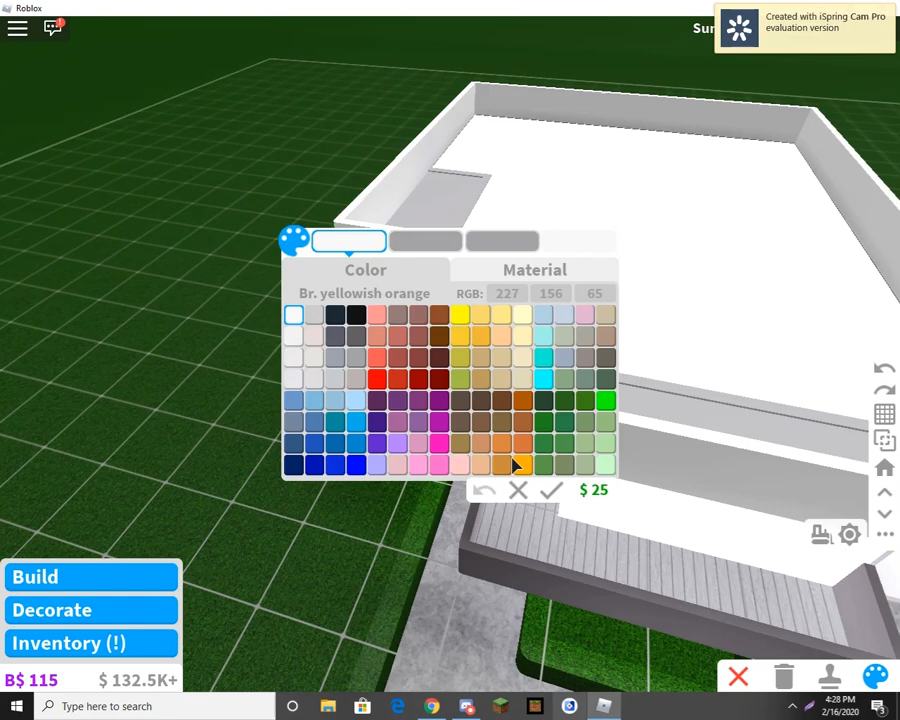 Roblox
Created with iSpring Cam Pro
evaluation version
Color
Material
Br. yellowish orange
RGB:
227
156
65
$ 25
Build
Decorate
Inventory (!)
B$ 115
$ 132.5K+
Type here to search
4:28 PM
2/16/2020
3